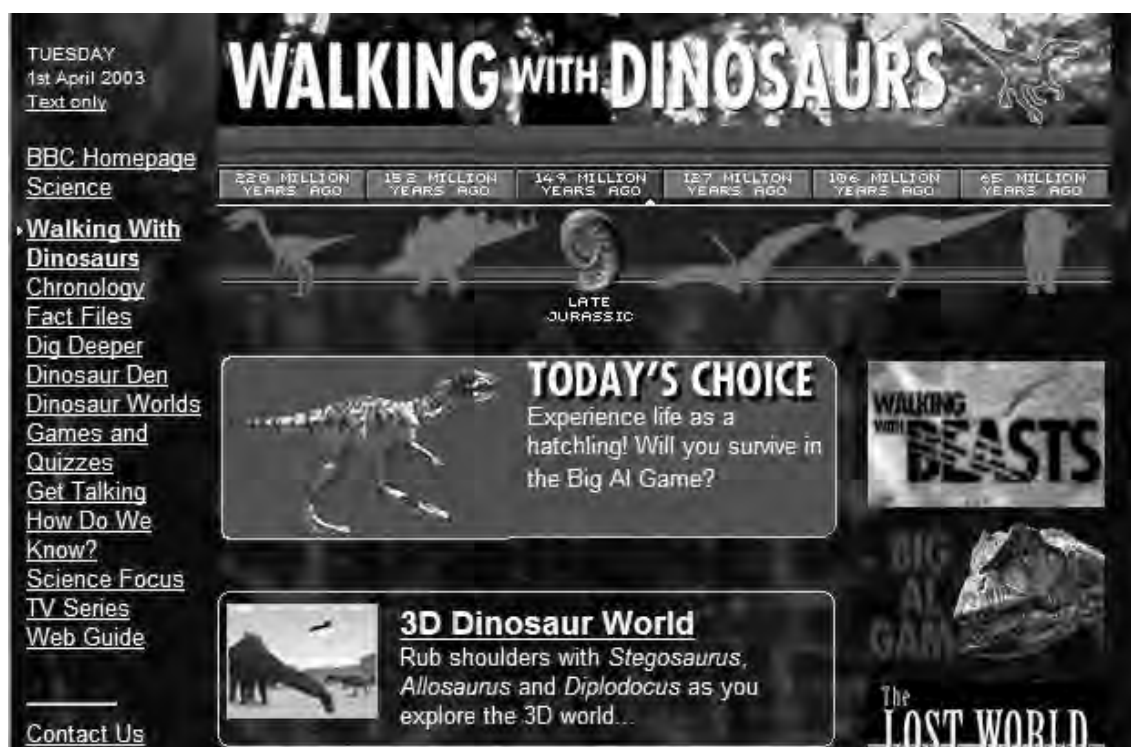 TUESDAY
1st April 2003
Text only
BBC Homepage
Science
Walking With
Dinosaurs
Chronology
Fact Files
Dig Deeper
Dinosaur Den
Dinosaur Worlds
Games and
Quizzes
Get Talking
How Do We
Know?
Science Focus
TV Series
Web Guide
Contact Us
WALKING WITH DINOSAURS
220 MILLION
YEARS AGO
152 MILLION
YEARS AGO
149 MILLION
YEARS AGO
127 MILLION
YEARS AGO
106 MILLION
YEARS AGO
65 MILLION
YEARS AGO
LATE
JURASSIC
TODAY'S CHOICE
Experience life as a
hatchling! Will you survive in
the Big Al Game?
3D Dinosaur World
Rub shoulders with Stegosaurus,
Allosaurus and Diplodocus as you
explore the 3D world...
WALKING
WITH BEASTS
BIG
Al
GAM
The
LOST WORLD